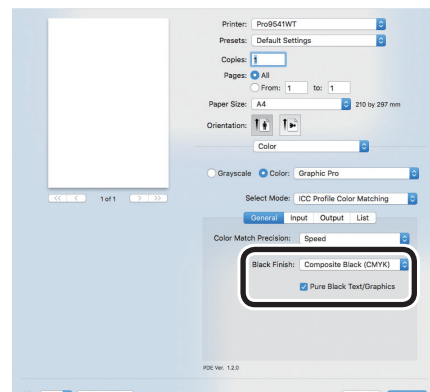 Printer: Pro9541WT
Presets: Default Settings
Copies: 1
Pages: All
From: 1 to: 1
Paper Size: A4 210 by 297 mm
Orientation:
Color
Grayscale Color: Graphic Pro
<< < 1 of 1 > >> Select Mode: ICC Profile Color Matching
General Input Output List
Color Match Precision: Speed
Black Finish: Composite Black (CMYK)
Pure Black Text/Graphics
PDE Ver. 1.2.0